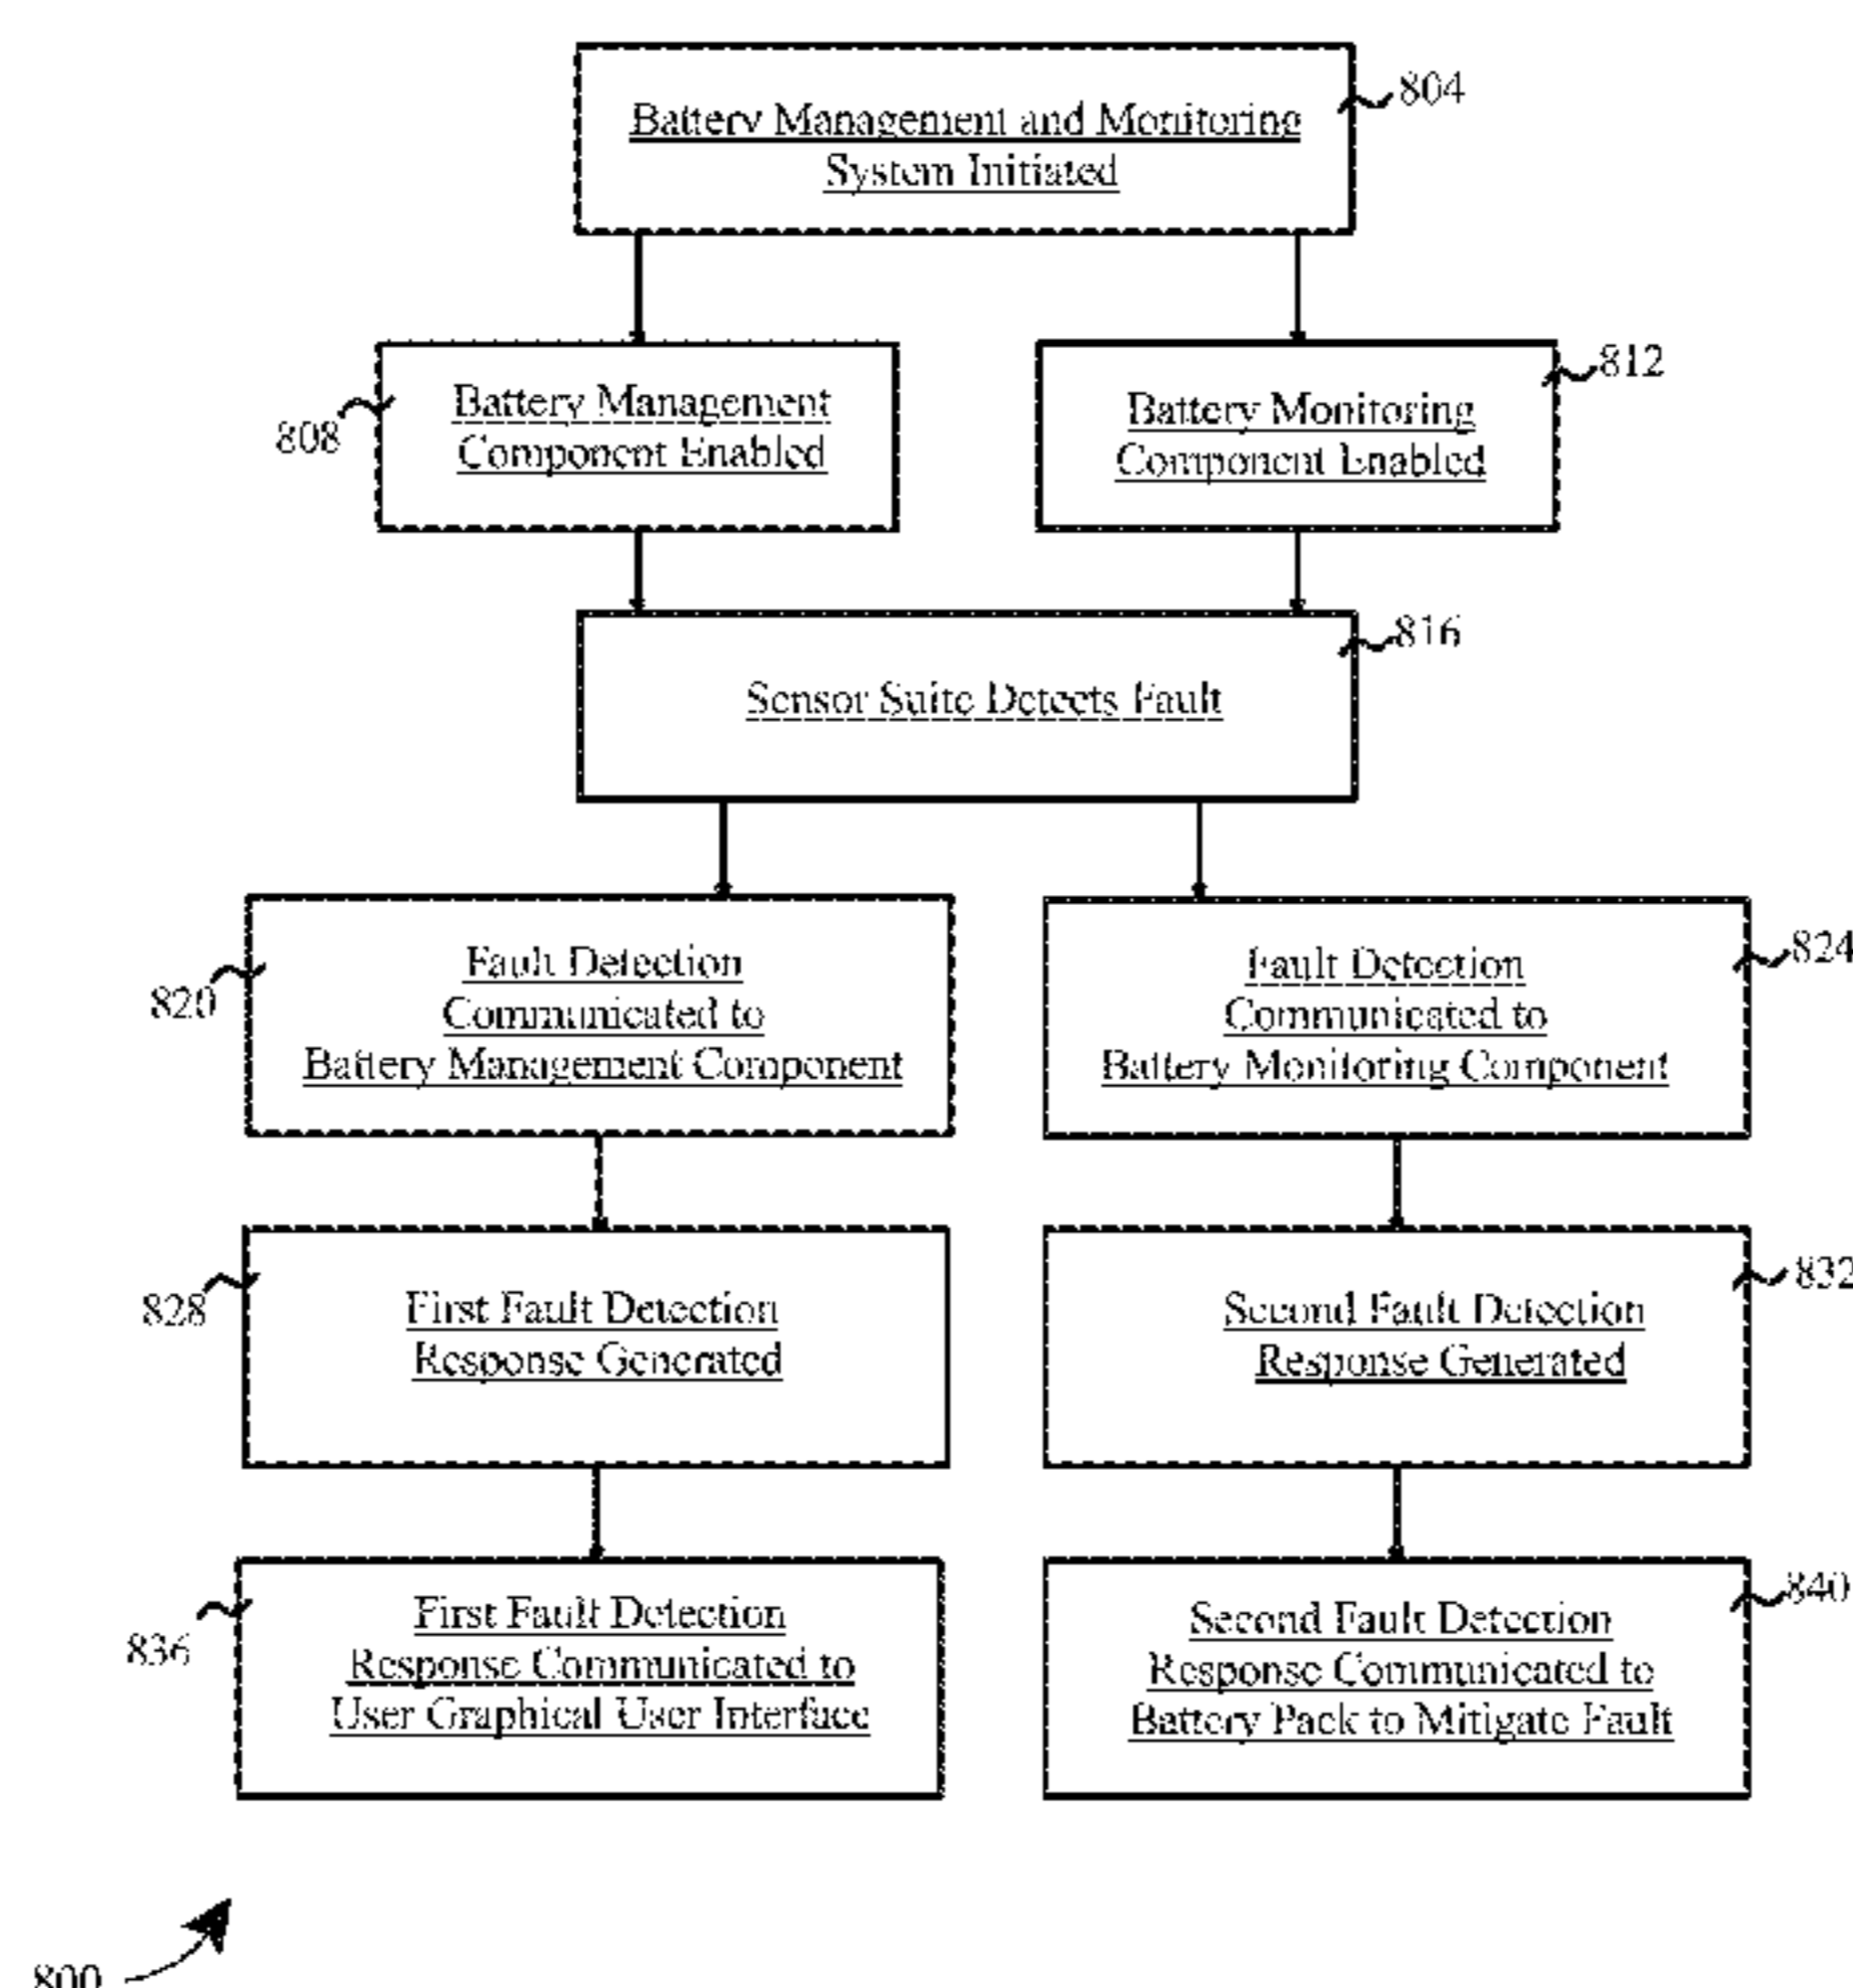 Battery Management and Monitoring
System Initiated
804
Battery Management
Component Enabled
808
Battery Monitoring
Component Enabled
812
Sensor Suite Detects Fault
816
Fault Detection
Communicated to
Battery Management Component
820
Fault Detection
Communicated to
Battery Monitoring Component
824
First Fault Detection
Response Generated
828
Second Fault Detection
Response Generated
832
First Fault Detection
Response Communicated to
User Graphical User Interface
836
Second Fault Detection
Response Communicated to
Battery Pack to Mitigate Fault
840
800